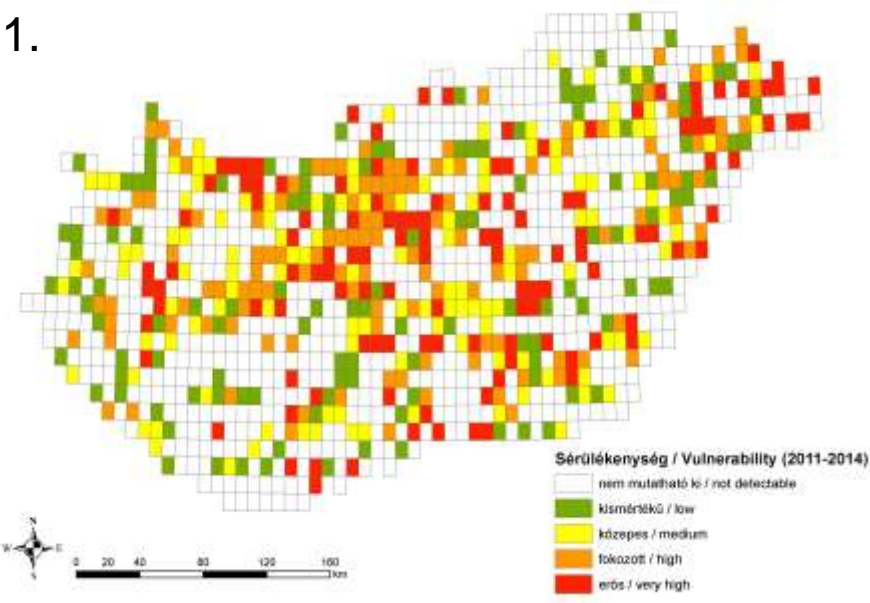 1.
Sérülékenység / Vulnerability (2011-2014)
nem mutatható ki / not detectable
kismértékű / low
közepes / medium
fokozott / high
erős / very high
N
W E
S
0 20 40 80 120 160
km